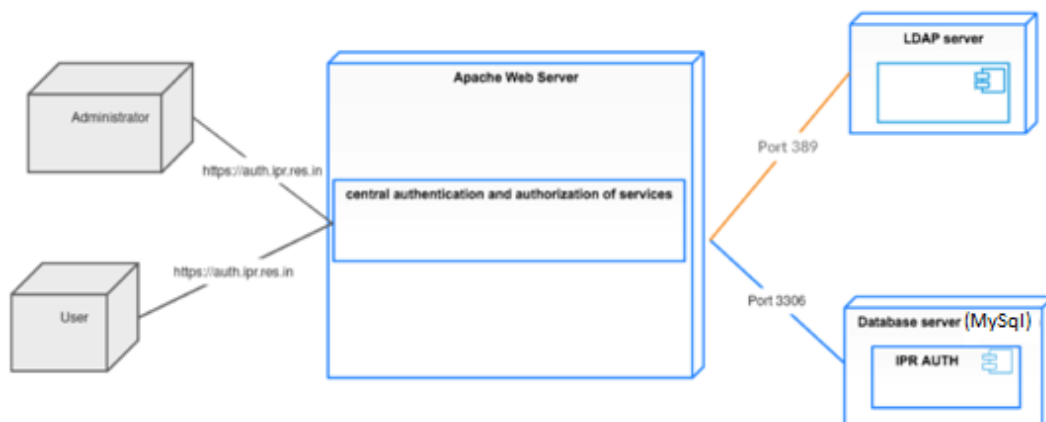 LDAP server
Apache Web Server
Administrator
Port 389
https://auth.ipr.res.in
central authentication and authorization of services
https://auth.ipr.res.in
Port 3306
User
Database server (MySql)
IPR AUTH